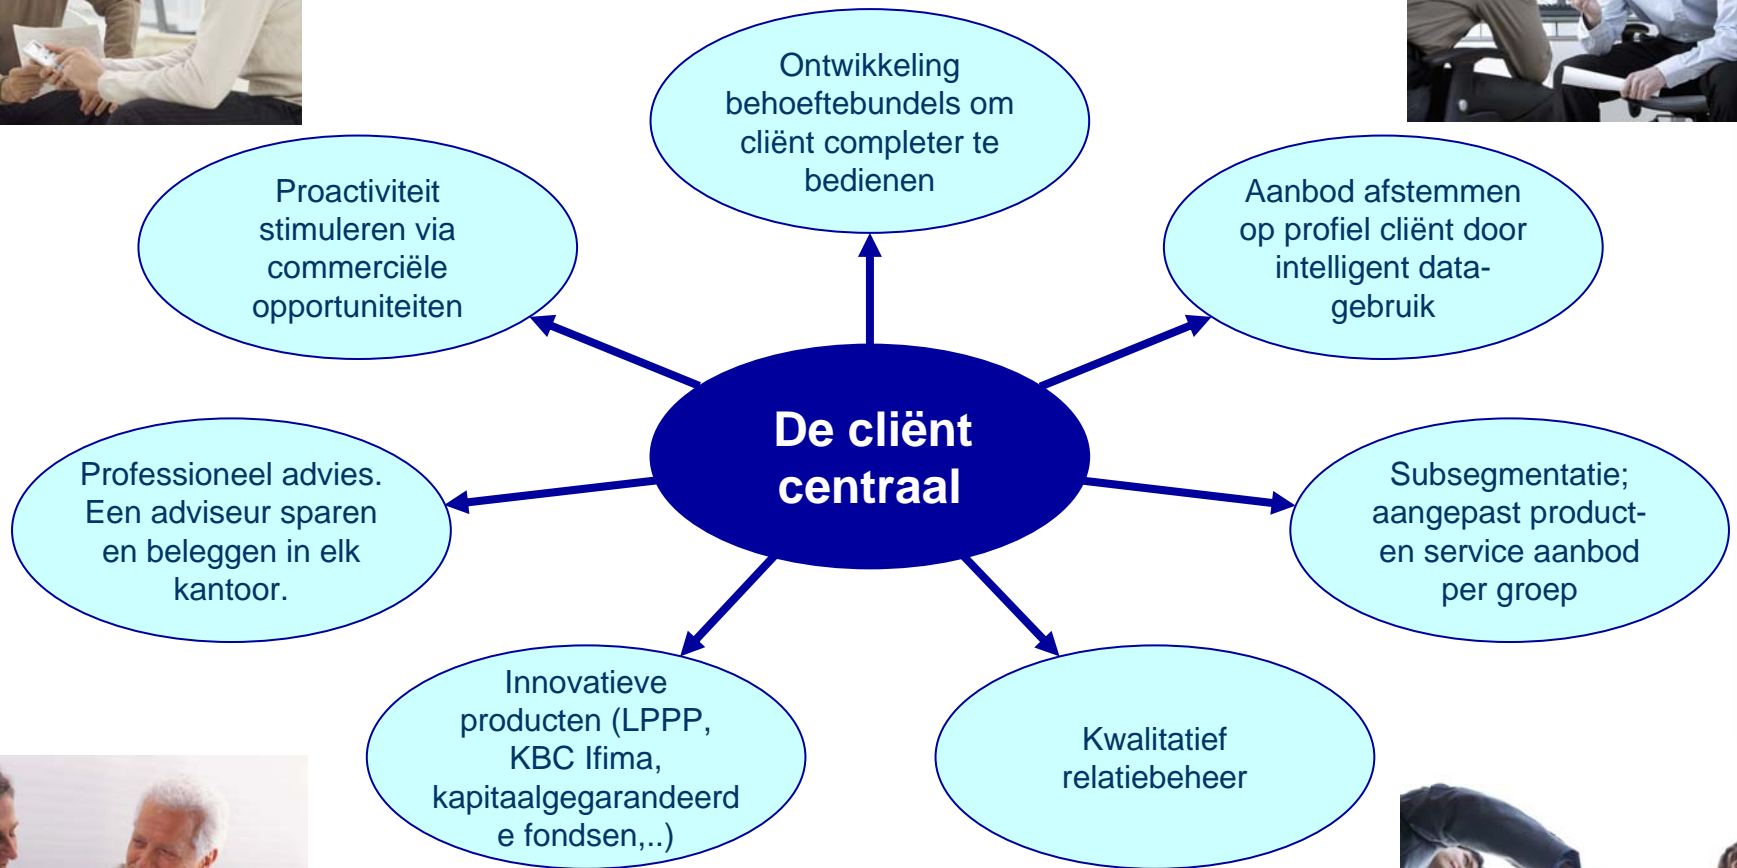 Ontwikkeling
behoeftebundels om
cliënt completer te
bedienen
Proactiviteit
stimuleren via
commerciële
opportuniteiten
Aanbod afstemmen
op profiel cliënt door
intelligent data-
gebruik
De cliënt
centraal
Professioneel advies.
Een adviseur sparen
en beleggen in elk
kantoor.
Subsegmentatie;
aangepast product-
en service aanbod
per groep
Innovatieve
producten (LPPP,
KBC Ifima,
kapitaalgegarandeerd
e fondsen,..)
Kwalitatief
relatiebeheer